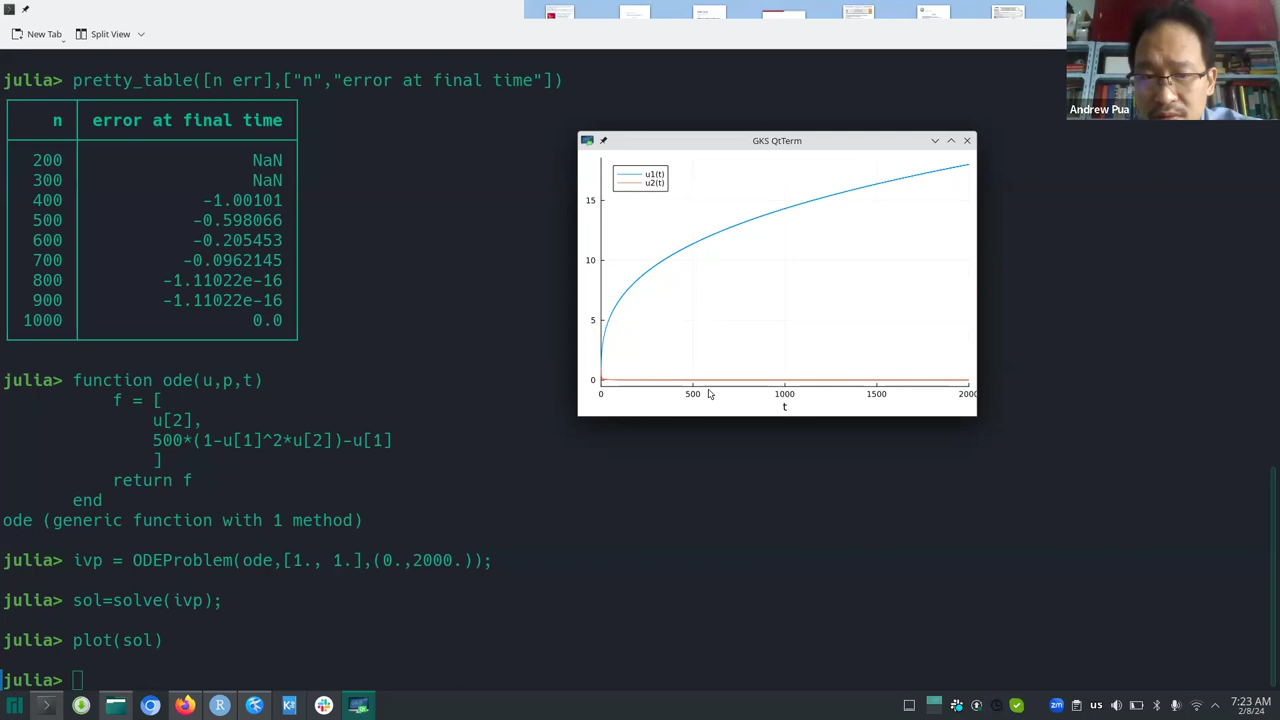 New Tab
Split View
Andrew Pua
julia> pretty_table([n err],["n","error at final time"])
n error at final time
200 NaN
300 NaN
400 -1.00101
500 -0.598066
600 -0.205453
700 -0.0962145
800 -1.11022e-16
900 -1.11022e-16
1000 0.0
julia> function ode(u,p,t)
f = [
u[2],
500*(1-u[1]^2*u[2])-u[1]
]
return f
end
ode (generic function with 1 method)
julia> ivp = ODEProblem(ode,[1., 1.],(0.,2000.));
julia> sol=solve(ivp);
julia> plot(sol)
julia>
GKS QtTerm
u1(t)
u2(t)
15
10
5
0
0 500 1000 1500 2000
t
us
7:23 AM
2/8/24